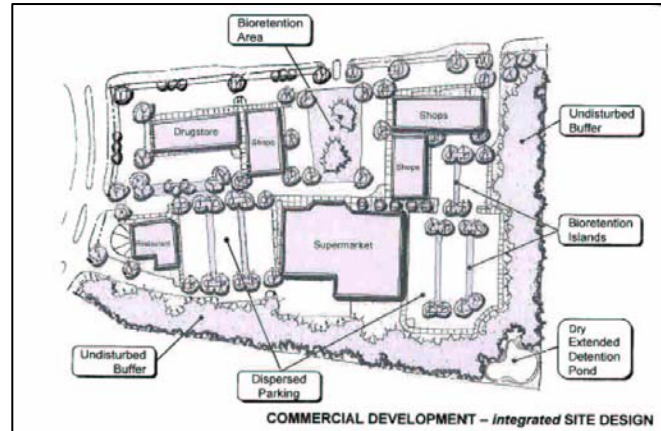 Bioretention
Area
Drugstore
Shops
Shops
Shops
Undisturbed
Buffer
Bioretention
Islands
Restaurant
Supermarket
Undisturbed
Buffer
Dispersed
Parking
Dry
Extended
Detention
Pond
COMMERCIAL DEVELOPMENT – integrated SITE DESIGN